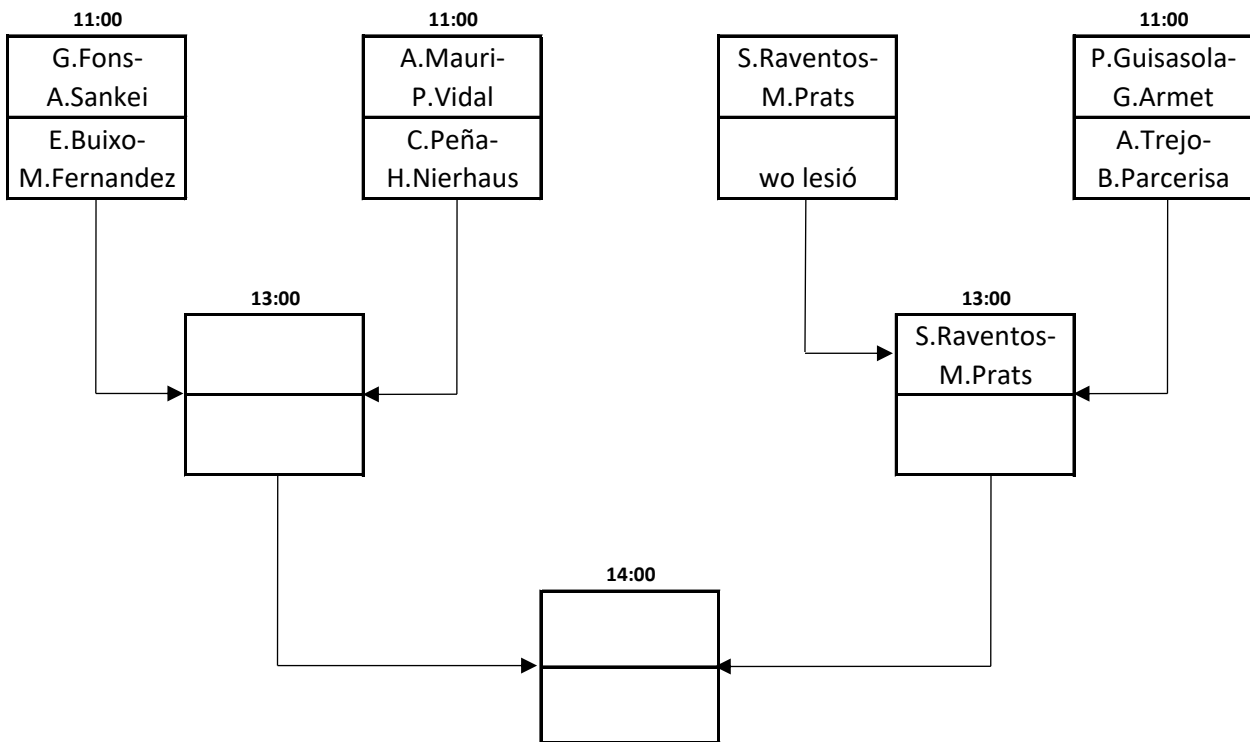 11:00
G.Fons-
A.Sankei
E.Buixo-
M.Fernandez
11:00
A.Mauri-
P.Vidal
C.Peña-
H.Nierhaus
S.Raventos-
M.Prats
wo lesió
11:00
P.Guisasola-
G.Armet
A.Trejo-
B.Parcerisa
13:00
13:00
S.Raventos-
M.Prats
14:00